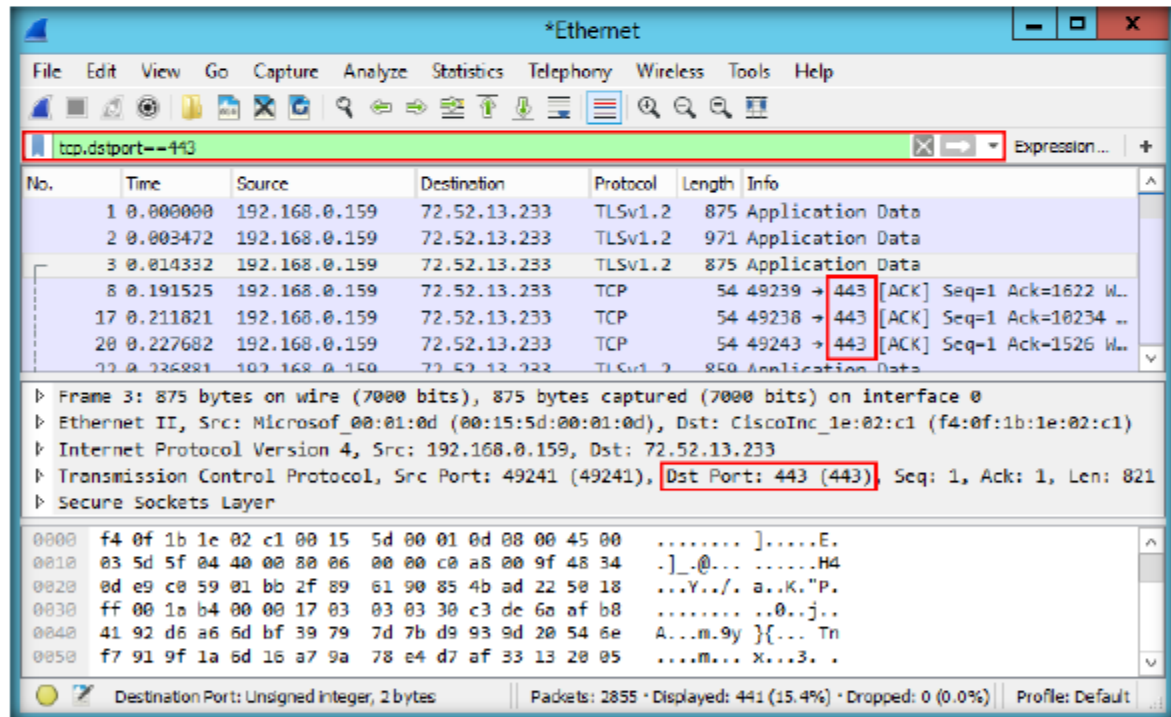 *Ethernet
File Edit View Go Capture Analyze Statistics Telephony Wireless Tools Help
tcp.dstport==443 Expression... +
No. Time Source Destination Protocol Length Info
1 0.000000 192.168.0.159 72.52.13.233 TLSv1.2 875 Application Data
2 0.003472 192.168.0.159 72.52.13.233 TLSv1.2 971 Application Data
3 0.014332 192.168.0.159 72.52.13.233 TLSv1.2 875 Application Data
8 0.191525 192.168.0.159 72.52.13.233 TCP 54 49239 → 443 [ACK] Seq=1 Ack=1622 W…
17 0.211821 192.168.0.159 72.52.13.233 TCP 54 49238 → 443 [ACK] Seq=1 Ack=10234 …
20 0.227682 192.168.0.159 72.52.13.233 TCP 54 49243 → 443 [ACK] Seq=1 Ack=1526 W…
22 0.236881 192.168.0.159 72.52.13.233 TLSv1.2 859 Application Data
Frame 3: 875 bytes on wire (7000 bits), 875 bytes captured (7000 bits) on interface 0
Ethernet II, Src: Microsof_00:01:0d (00:15:5d:00:01:0d), Dst: CiscoInc_1e:02:c1 (f4:0f:1b:1e:02:c1)
Internet Protocol Version 4, Src: 192.168.0.159, Dst: 72.52.13.233
Transmission Control Protocol, Src Port: 49241 (49241), Dst Port: 443 (443), Seq: 1, Ack: 1, Len: 821
Secure Sockets Layer
0000 f4 0f 1b 1e 02 c1 00 15 5d 00 01 0d 08 00 45 00 ........ ].....E.
0010 03 5d 5f 04 40 00 80 06 00 00 c0 a8 00 9f 48 34 .]_.@... ......H4
0020 0d e9 c0 59 01 bb 2f 89 61 90 85 4b ad 22 50 18 ...Y../. a..K."P.
0030 ff 00 1a b4 00 00 17 03 03 03 30 c3 de 6a af b8 ........ ..0..j..
0040 41 92 d6 a6 6d bf 39 79 7d 7b d9 93 9d 20 54 6e A...m.9y }{... Tn
0050 f7 91 9f 1a 6d 16 a7 9a 78 e4 d7 af 33 13 20 05 ....m... x...3. .
Destination Port: Unsigned integer, 2 bytes Packets: 2855 · Displayed: 441 (15.4%) · Dropped: 0 (0.0%) Profile: Default